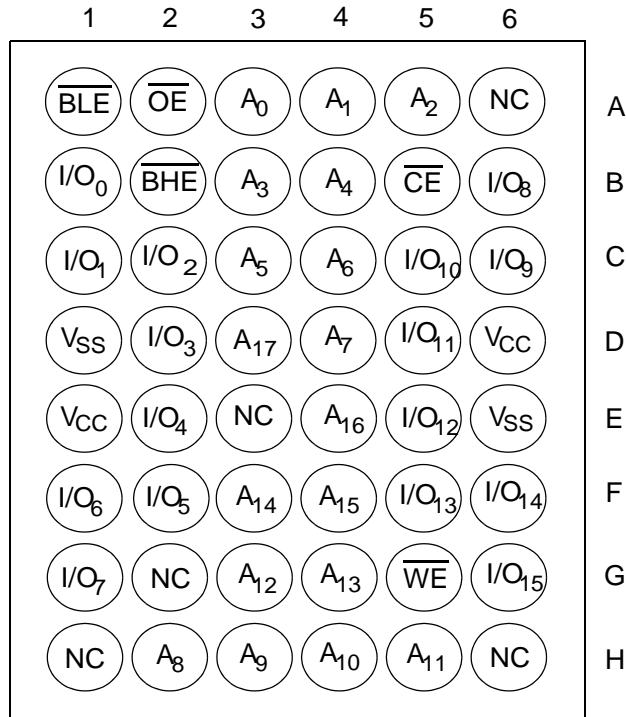 1 2 3 4 5 6
BLE OE A0 A1 A2 NC A
I/O0 BHE A3 A4 CE I/O8 B
I/O1 I/O2 A5 A6 I/O10 I/O9 C
VSS I/O3 A17 A7 I/O11 VCC D
VCC I/O4 NC A16 I/O12 VSS E
I/O6 I/O5 A14 A15 I/O13 I/O14 F
I/O7 NC A12 A13 WE I/O15 G
NC A8 A9 A10 A11 NC H